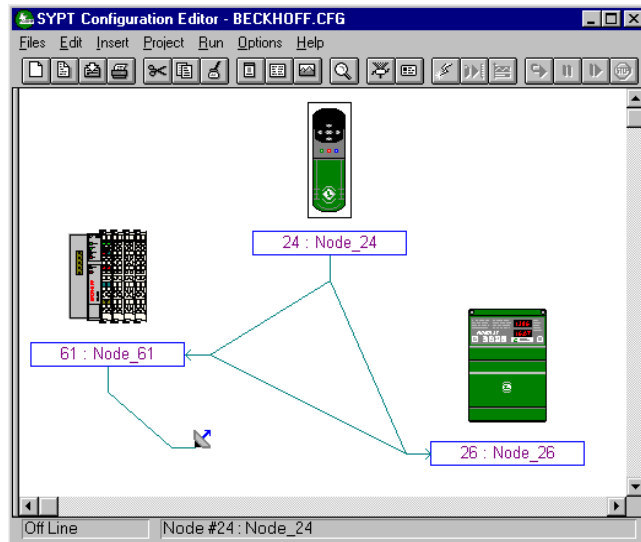 SYPT Configuration Editor - BECKHOFF.CFG
Files Edit Insert Project Run Options Help
24 : Node_24
61 : Node_61
26 : Node_26
Off Line Node #24 : Node_24